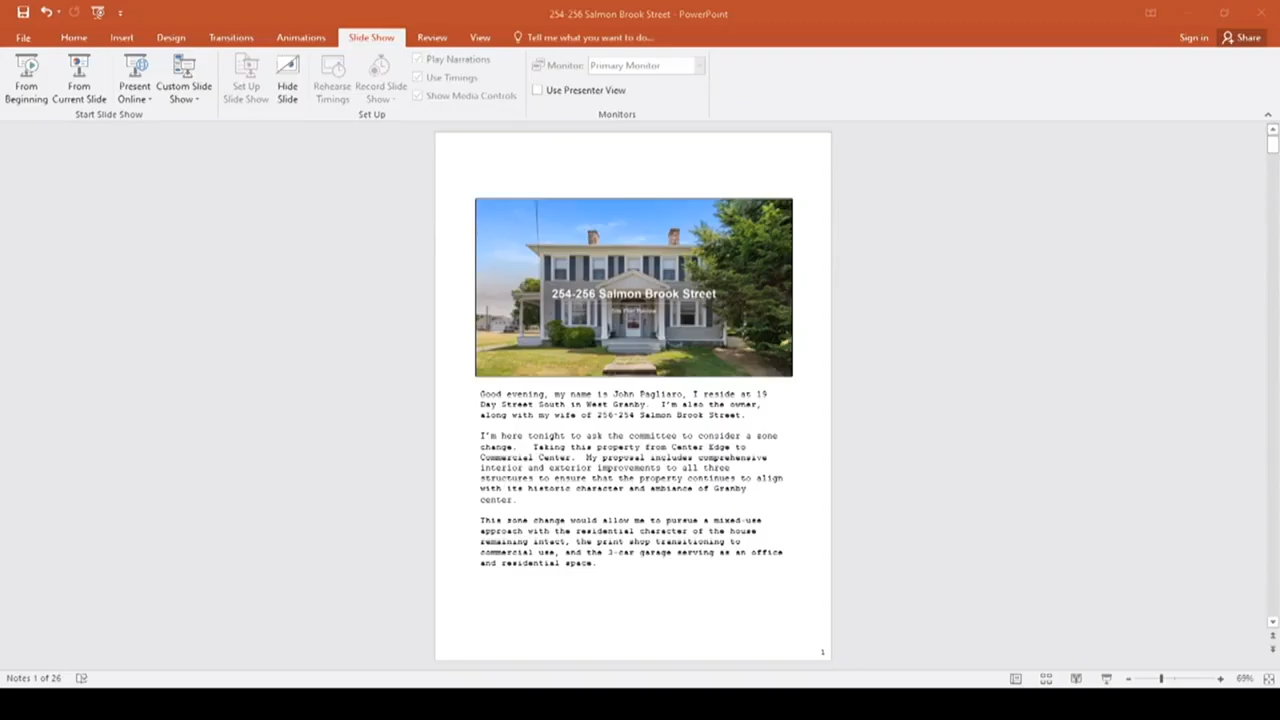 254-256 Salmon Brook Street - PowerPoint
File Home Insert Design Transitions Animations Slide Show Review View Tell me what you want to do... Sign in Share
From Beginning
From Current Slide
Present Online
Custom Slide Show
Set Up Slide Show
Hide Slide
Rehearse Timings
Record Slide Show
Play Narrations
Use Timings
Show Media Controls
Monitor: Primary Monitor
Use Presenter View
Start Slide Show Set Up Monitors
254-256 Salmon Brook Street
Good evening, my name is John Pagliaro, I reside at 19
Day Street South in West Granby. I'm also the owner,
along with my wife of 256-254 Salmon Brook Street.
I'm here tonight to ask the committee to consider a zone
change. Taking this property from Center Edge to
Commercial Center. My proposal includes comprehensive
interior and exterior improvements to all three
structures to ensure that the property continues to align
with its historic character and ambiance of Granby
center.
This zone change would allow me to pursue a mixed-use
approach with the residential character of the house
remaining intact, the print shop transitioning to
commercial use, and the 3-car garage serving as an office
and residential space.
1
Notes 1 of 26
69%